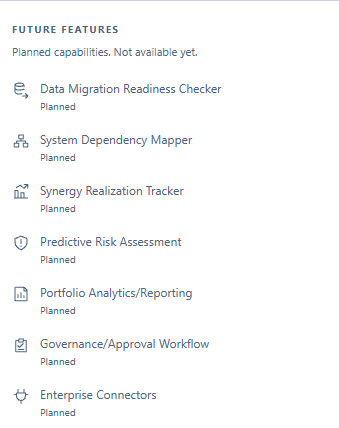 FUTURE FEATURES
Planned capabilities. Not available yet.
Data Migration Readiness Checker
Planned
System Dependency Mapper
Planned
Synergy Realization Tracker
Planned
Predictive Risk Assessment
Planned
Portfolio Analytics/Reporting
Planned
Governance/Approval Workflow
Planned
Enterprise Connectors
Planned